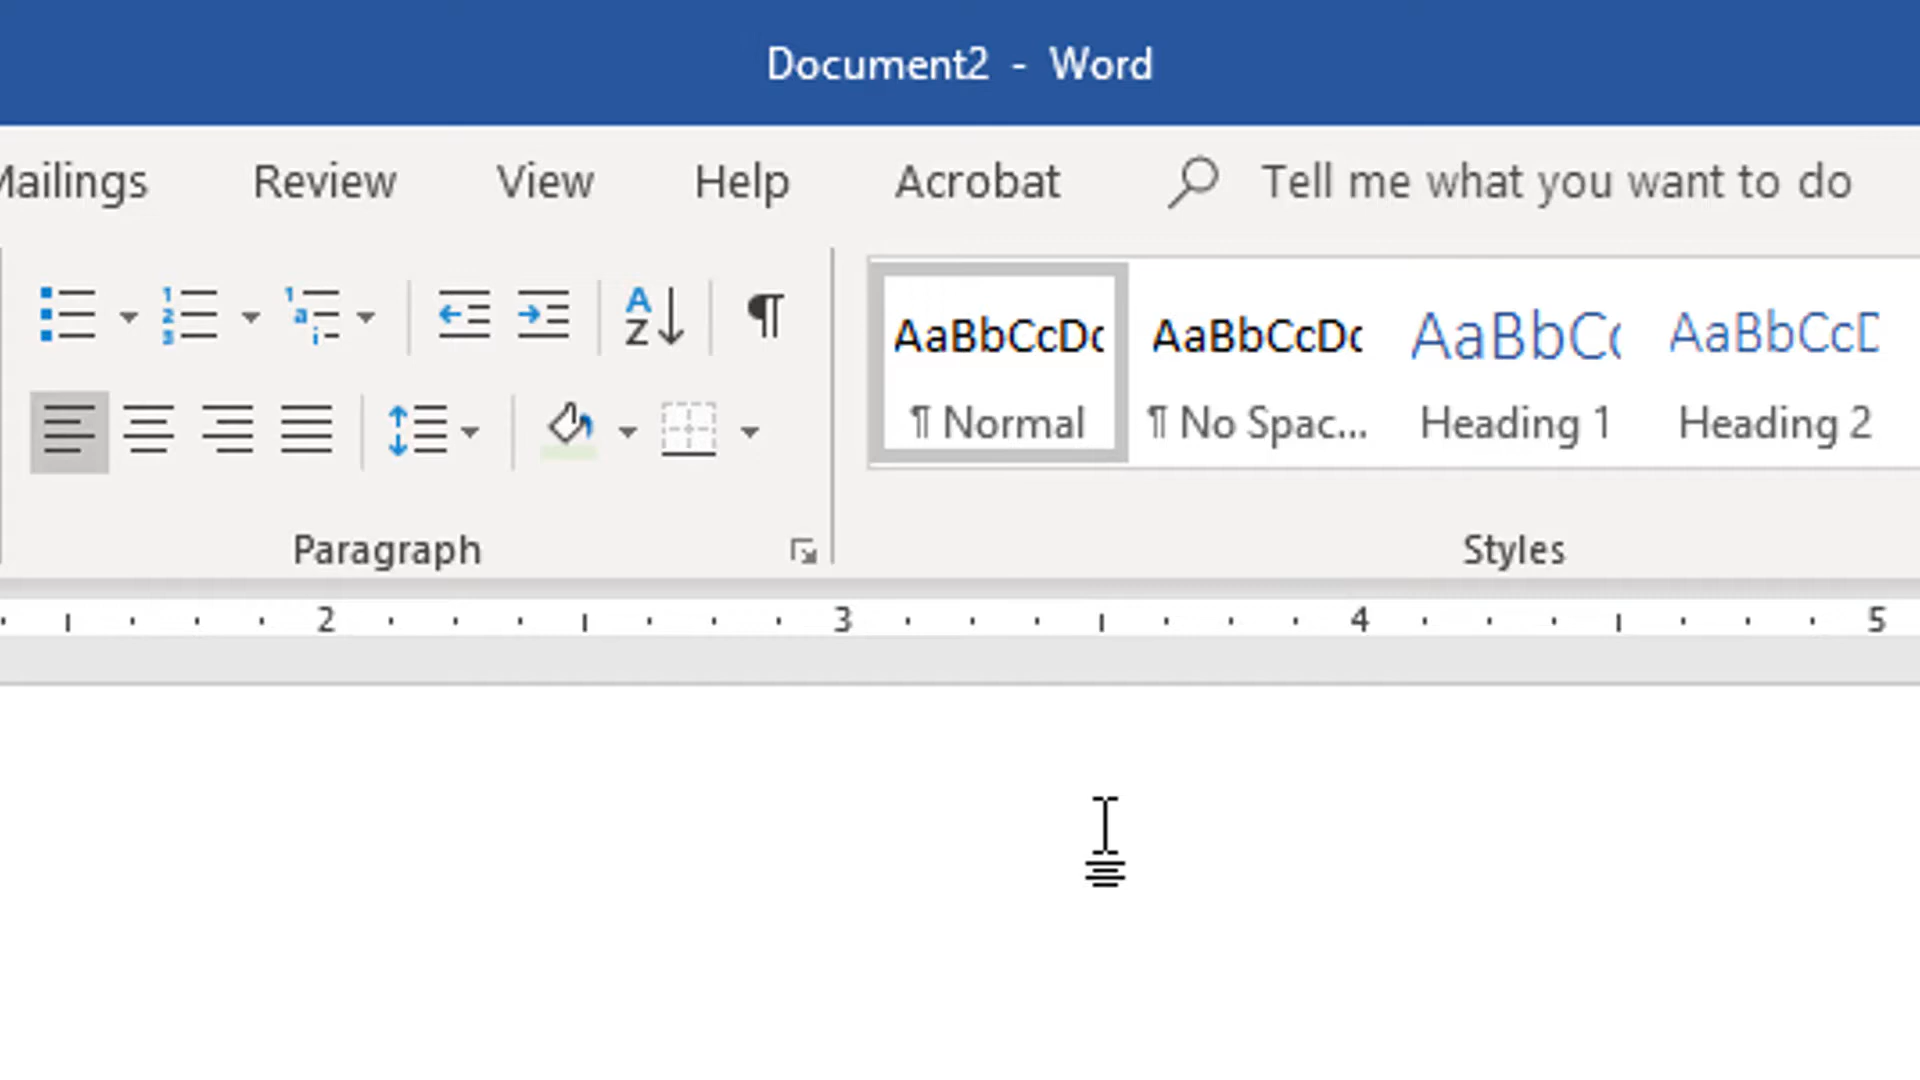 Document2 - Word
Mailings Review View Help Acrobat Tell me what you want to do
AaBbCcDc AaBbCcDc AaBbC( AaBbCcD
¶ Normal ¶ No Spac... Heading 1 Heading 2
Paragraph Styles
2 3 4 5